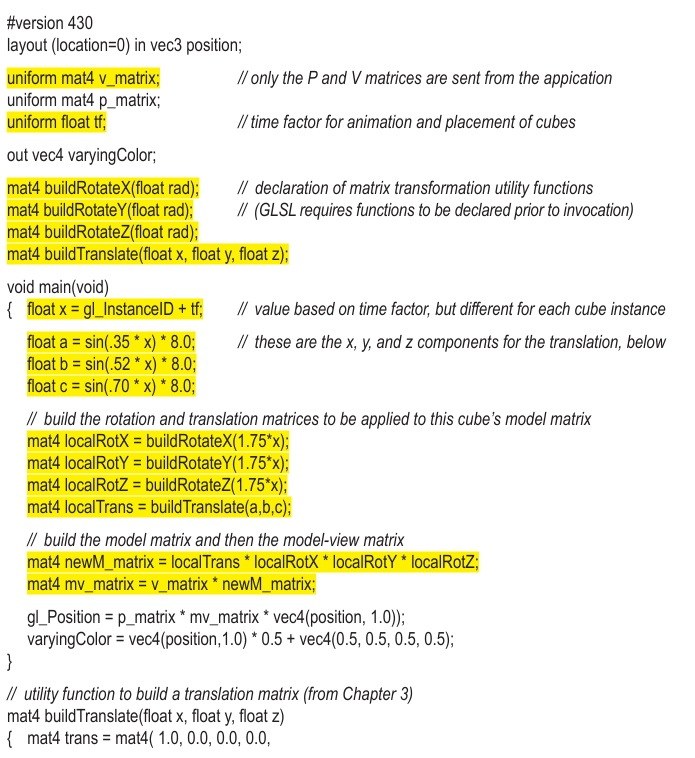 #version 430
layout (location=0) in vec3 position;
uniform mat4 v_matrix; // only the P and V matrices are sent from the appication
uniform mat4 p_matrix;
uniform float tf; // time factor for animation and placement of cubes
out vec4 varyingColor;
mat4 buildRotateX(float rad); // declaration of matrix transformation utility functions
mat4 buildRotateY(float rad); // (GLSL requires functions to be declared prior to invocation)
mat4 buildRotateZ(float rad);
mat4 buildTranslate(float x, float y, float z);
void main(void)
{ float x = gl_InstanceID + tf; // value based on time factor, but different for each cube instance
float a = sin(.35 * x) * 8.0; // these are the x, y, and z components for the translation, below
float b = sin(.52 * x) * 8.0;
float c = sin(.70 * x) * 8.0;
// build the rotation and translation matrices to be applied to this cube's model matrix
mat4 localRotX = buildRotateX(1.75*x);
mat4 localRotY = buildRotateY(1.75*x);
mat4 localRotZ = buildRotateZ(1.75*x);
mat4 localTrans = buildTranslate(a,b,c);
// build the model matrix and then the model-view matrix
mat4 newM_matrix = localTrans * localRotX * localRotY * localRotZ;
mat4 mv_matrix = v_matrix * newM_matrix;
gl_Position = p_matrix * mv_matrix * vec4(position, 1.0));
varyingColor = vec4(position,1.0) * 0.5 + vec4(0.5, 0.5, 0.5, 0.5);
}
// utility function to build a translation matrix (from Chapter 3)
mat4 buildTranslate(float x, float y, float z)
{ mat4 trans = mat4( 1.0, 0.0, 0.0, 0.0,